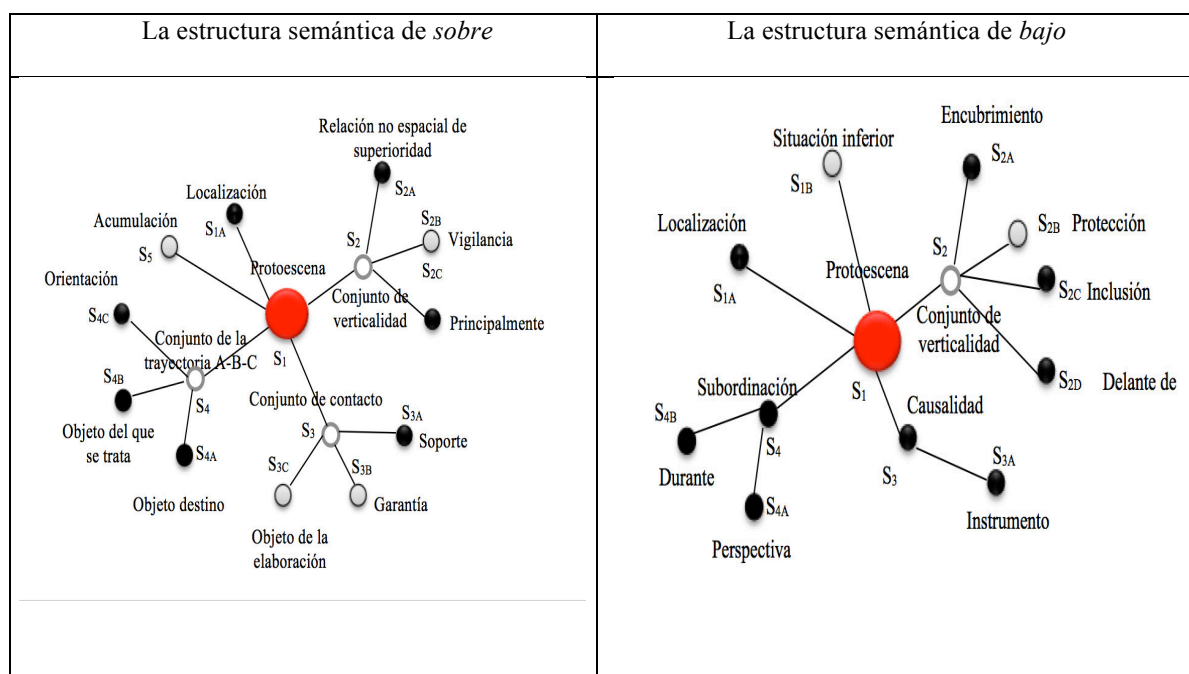 La estructura semántica de sobre
La estructura semántica de bajo
Relación no espacial de
superioridad
S2A
Localización
S1A
Acumulación
S5
S2B
Vigilancia
S2
S2C
Protoescena
Orientación
Conjunto de
verticalidad
Principalmente
S4C
Conjunto de la
trayectoria A-B-C
S1
S4B
S4
Conjunto de contacto
S3A
Objeto del que
se trata
S3
Soporte
S4A
S3C
S3B
Objeto destino
Garantía
Objeto de la
elaboración
Encubrimiento
S2A
Situación inferior
S1B
Localización
S2B
Protección
S2
Protoescena
S1A
S2C
Inclusión
Conjunto de
verticalidad
Subordinación
S1
S2D
Delante de
Causalidad
S4B
S4
S3
S3A
Durante
S4A
Instrumento
Perspectiva